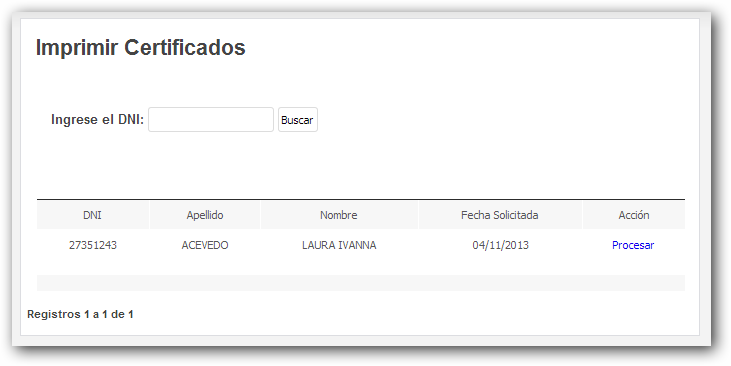 Imprimir Certificados
Ingrese el DNI: Buscar
DNI Apellido Nombre Fecha Solicitada Acción
27351243 ACEVEDO LAURA IVANNA 04/11/2013 Procesar
Registros 1 a 1 de 1